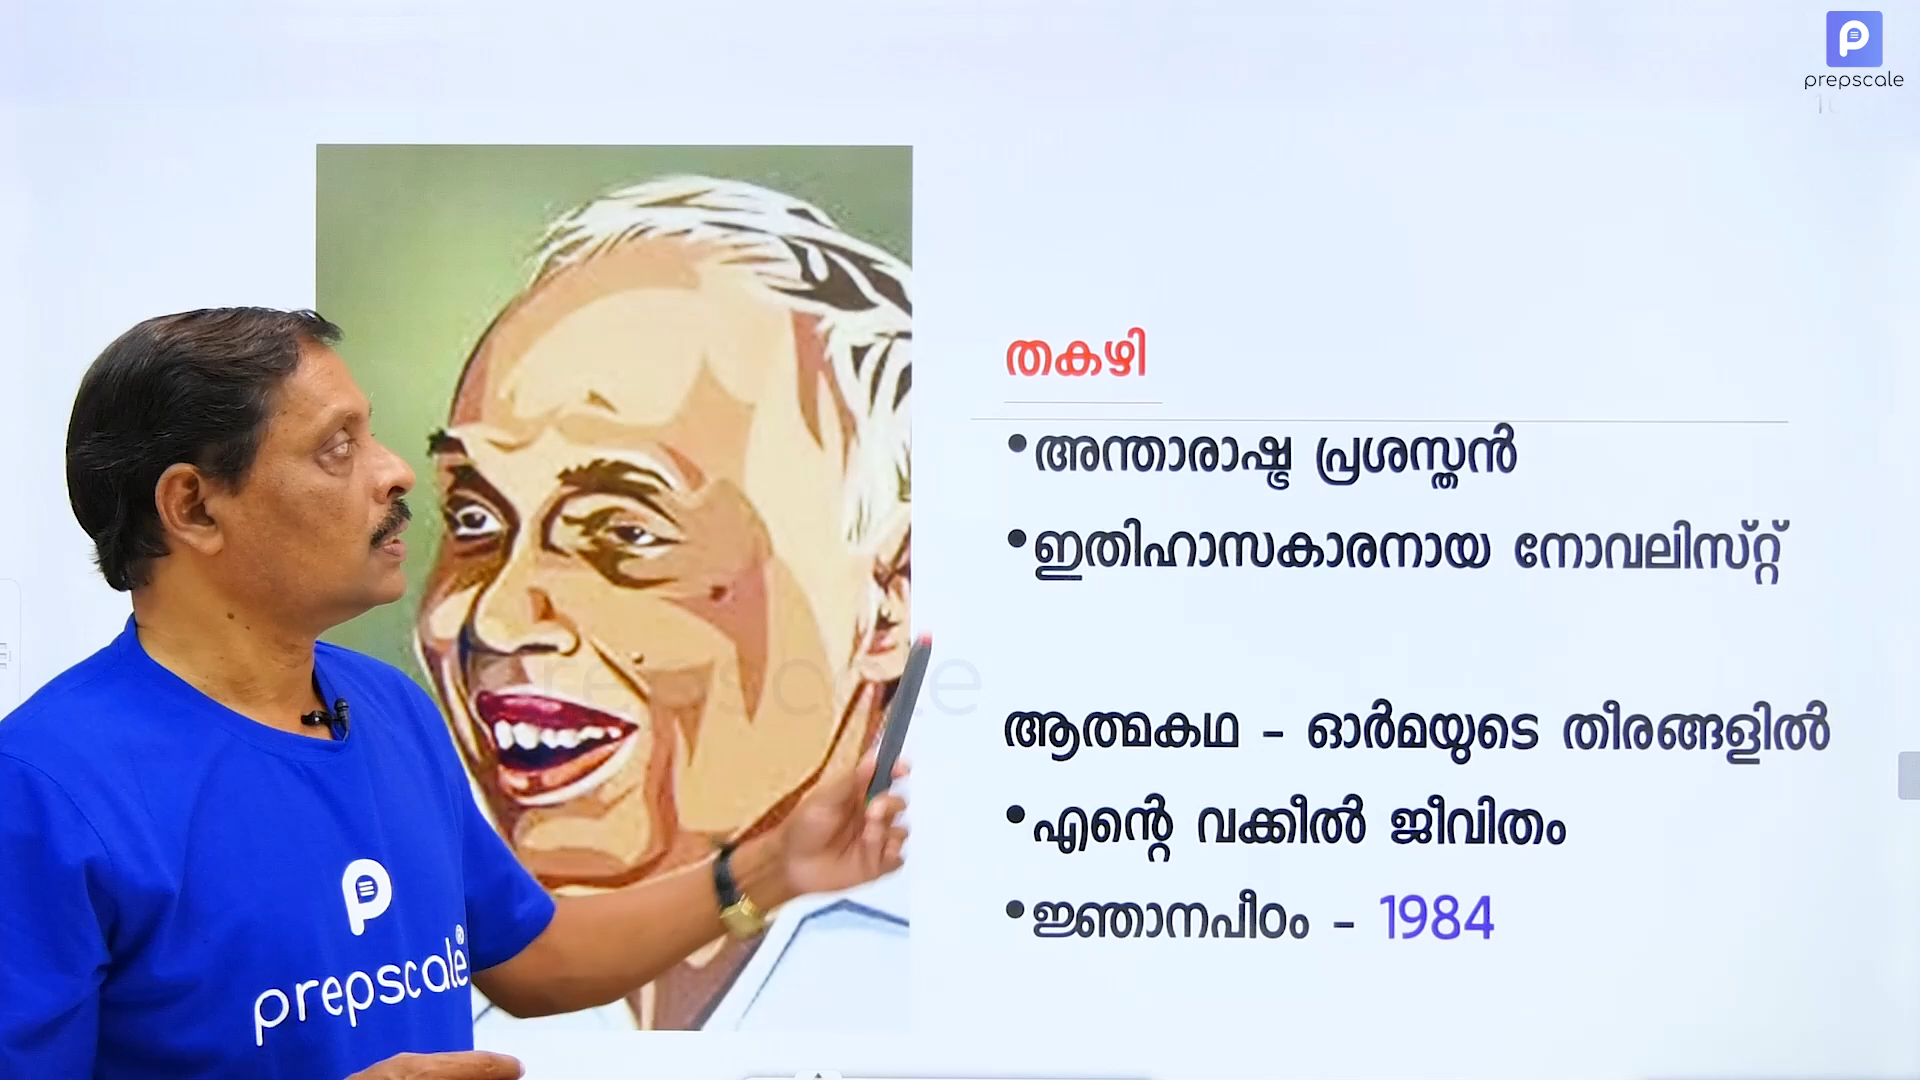 prepscale
തകഴി
•അന്താരാഷ്ട്ര പ്രശസ്തൻ
•ഇതിഹാസകാരനായ നോവലിസ്റ്റ്
ആത്മകഥ - ഓർമയുടെ തീരങ്ങളിൽ
•എന്റെ വക്കീൽ ജീവിതം
•ജ്ഞാനപീഠം - 1984
prepscale
prepscale®